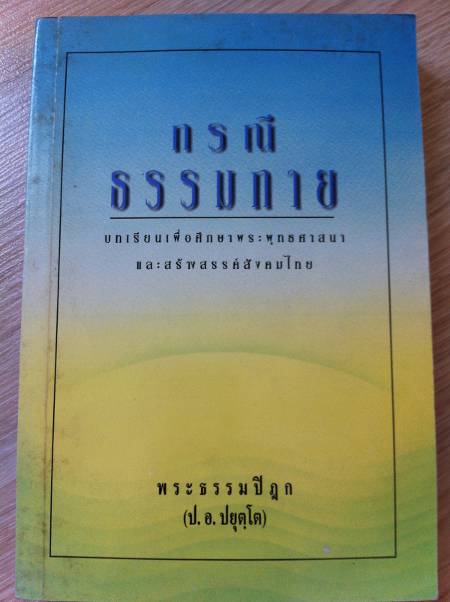 กรณี
ธรรมกาย
บทเรียนเพื่อศึกษาพระพุทธศาสนา
และสร้างสรรค์สังคมไทย
พระธรรมปิฎก
(ป. อ. ปยุตฺโต)